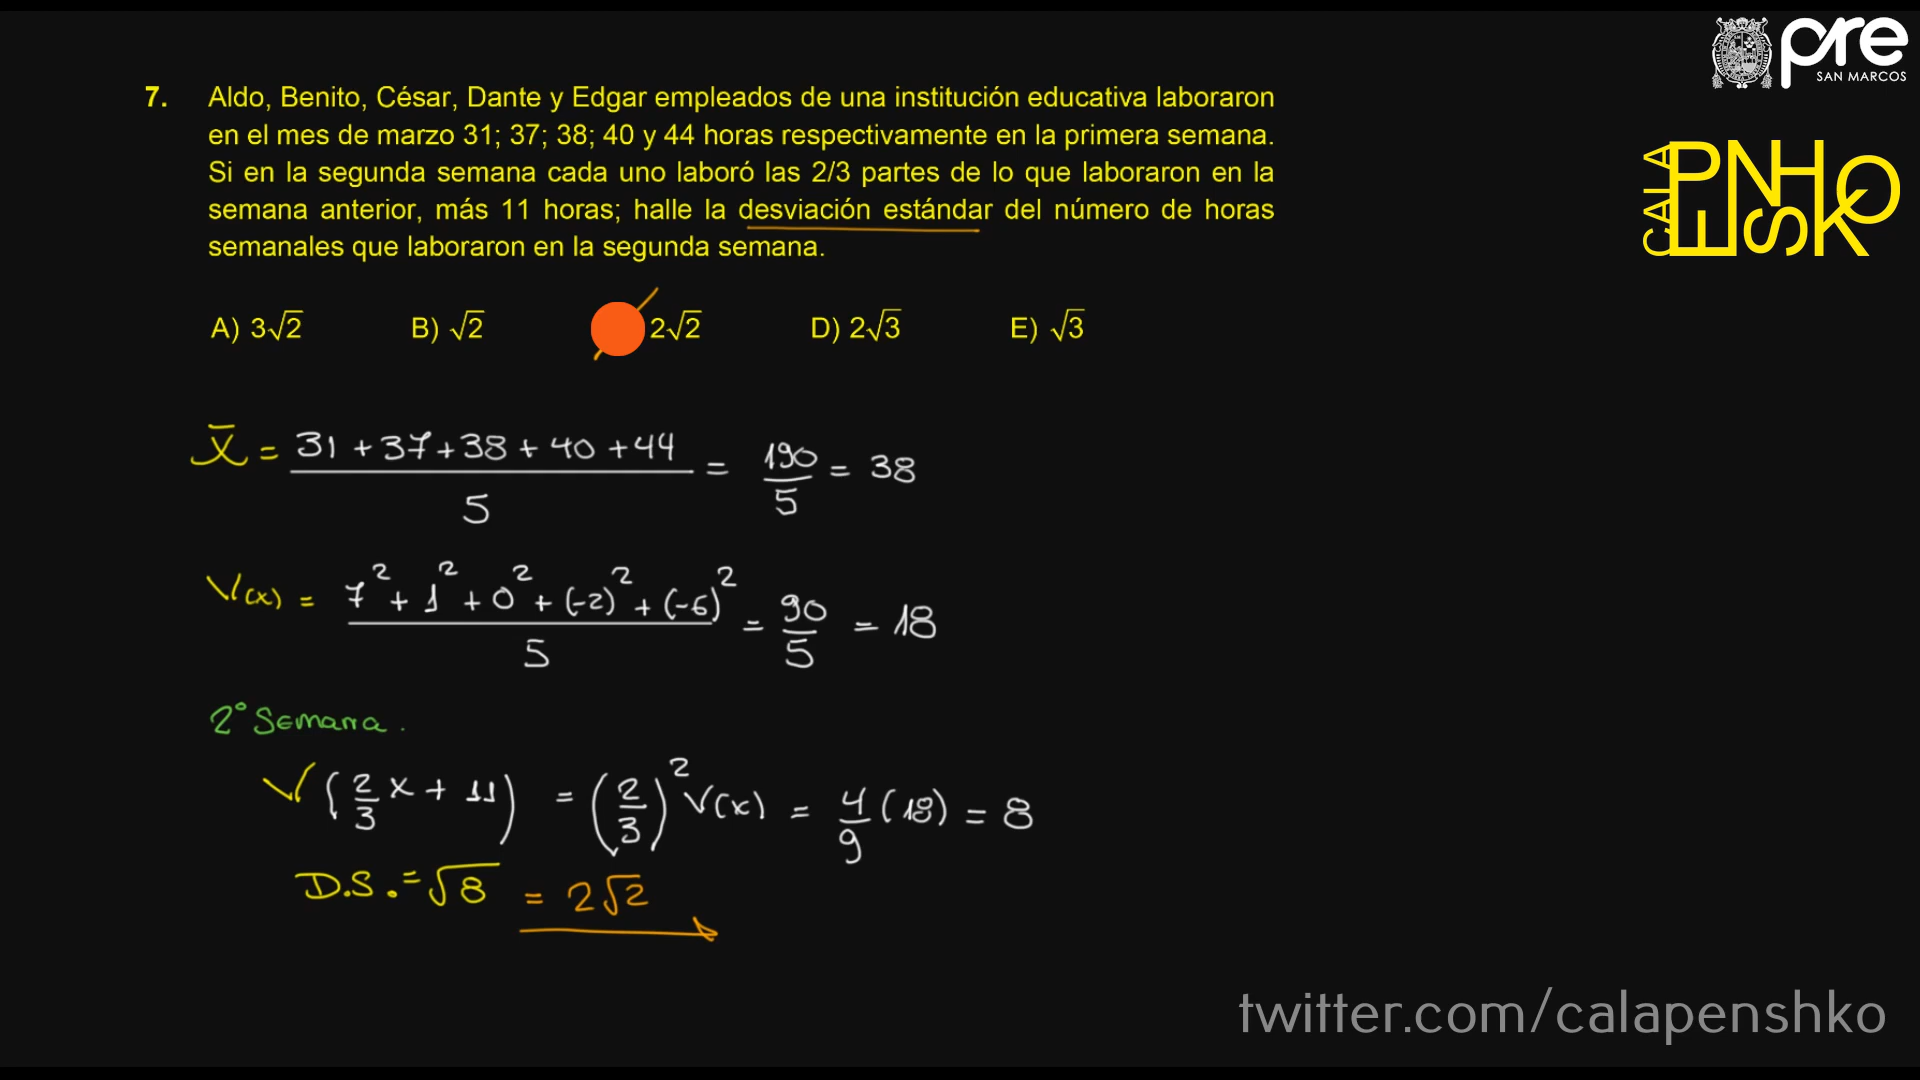 pre
SAN MARCOS
CALA
PENSHKO
7. Aldo, Benito, César, Dante y Edgar empleados de una institución educativa laboraron
en el mes de marzo 31; 37; 38; 40 y 44 horas respectivamente en la primera semana.
Si en la segunda semana cada uno laboró las 2/3 partes de lo que laboraron en la
semana anterior, más 11 horas; halle la desviación estándar del número de horas
semanales que laboraron en la segunda semana.
A) 3√2 B) √2 2√2 D) 2√3 E) √3
X̄ = (31 + 37 + 38 + 40 + 44)/5 = 190/5 = 38
V(x) = (7² + 1² + 0² + (-2)² + (-6)²)/5 = 90/5 = 18
2° Semana.
V(2/3 x + 11) = (2/3)² V(x) = 4/9 (18) = 8
D.S. = √8 = 2√2
twitter.com/calapenshko